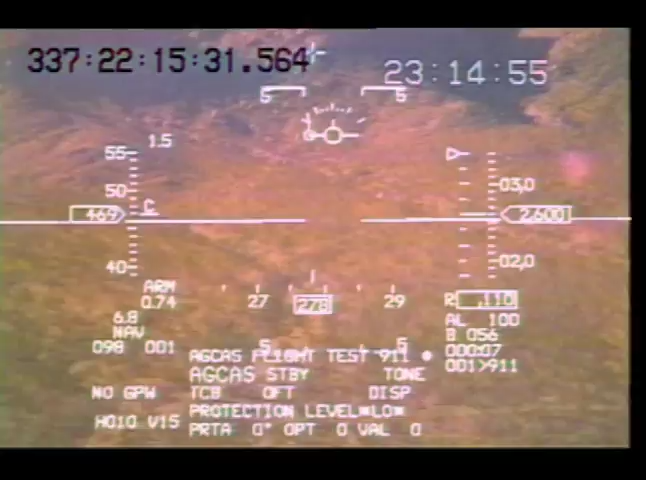 337:22:15:31.564
23:14:55
5 5
1.5
55
50 03,0
C
469 2,600
40 02,0
ARM
0.74 27 278 29 R .110
6.8 AL 100
NAV B 056
098 001 5 5 000:07
AGCAS FLIGHT TEST 911 001>911
AGCAS STBY TONE
NO GPW TCB OFT DISP
PROTECTION LEVEL*LO*
H010 V15 PRTA 0° OPT 0 VAL 0